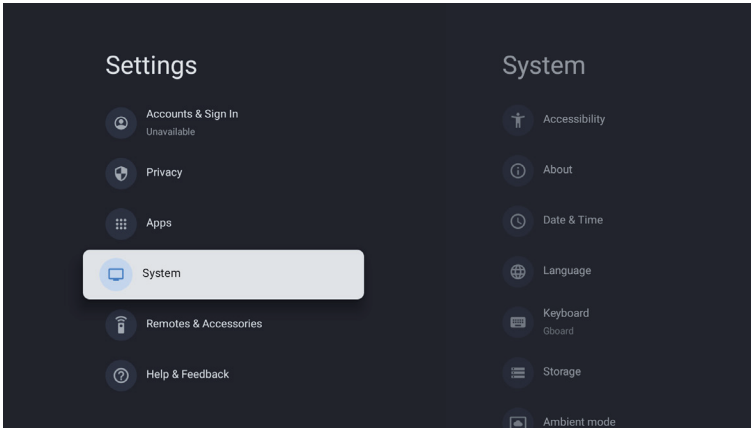 Settings
Accounts & Sign In
Unavailable
Privacy
Apps
System
Remotes & Accessories
Help & Feedback
System
Accessibility
About
Date & Time
Language
Keyboard
Gboard
Storage
Ambient mode